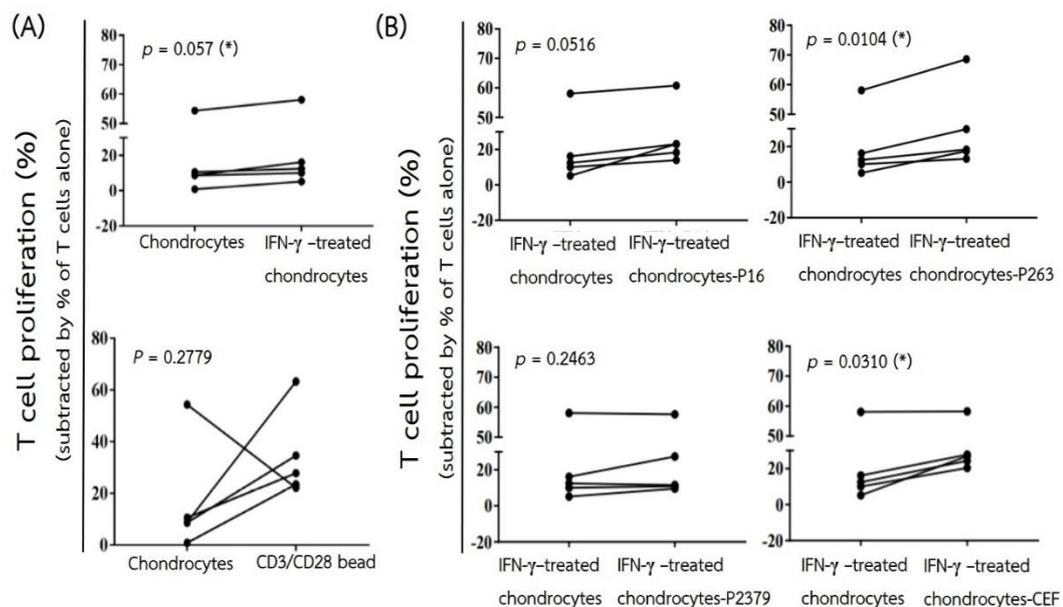 (A)
T cell proliferation (%)
(subtracted by % of T cells alone)
80
70
60
50
20
0
-20
p = 0.057 (*)
Chondrocytes
IFN-γ –treated
chondrocytes
80
60
40
20
0
P = 0.2779
Chondrocytes
CD3/CD28 bead
(B)
T cell proliferation (%)
(subtracted by % of T cells alone)
80
70
60
50
20
0
-20
p = 0.0516
IFN-γ –treated
chondrocytes
IFN-γ –treated
chondrocytes-P16
80
70
60
50
20
0
-20
p = 0.0104 (*)
IFN-γ –treated
chondrocytes
IFN-γ –treated
chondrocytes-P263
80
70
60
50
20
0
-20
p = 0.2463
IFN-γ-treated
chondrocytes
IFN-γ –treated
chondrocytes-P2379
80
70
60
50
20
0
-20
p = 0.0310 (*)
IFN-γ –treated
chondrocytes
IFN-γ –treated
chondrocytes-CEF